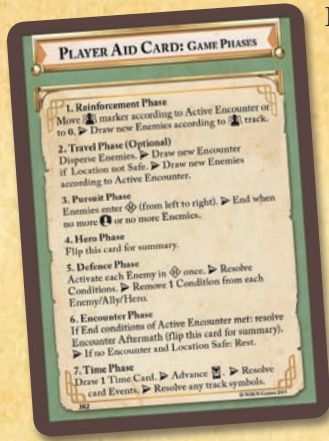 PLAYER AID CARD: GAME PHASES
1. Reinforcement Phase
Move marker according to Active Encounter or
to 0. Draw new Enemies according to track.
2. Travel Phase (Optional)
Disperse Enemies. Draw new Encounter
if Location not Safe. Draw new Enemies
according to Active Encounter.
3. Pursuit Phase
Enemies enter (from left to right). End when
no more or no more Enemies.
4. Hero Phase
Flip this card for summary.
5. Defence Phase
Activate each Enemy in once. Resolve
Conditions. Remove 1 Condition from each
Enemy/Ally/Hero.
6. Encounter Phase
If End conditions of Active Encounter met: resolve
Encounter Aftermath (flip this card for summary).
If no Encounter and Location Safe: Rest.
7. Time Phase
Draw 1 Time Card. Advance . Resolve
card Events. Resolve any track symbols.
382